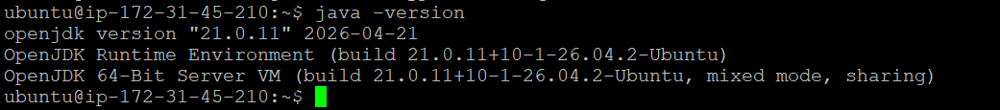 ubuntu@ip-172-31-45-210:~$ java -version
openjdk version "21.0.11" 2026-04-21
OpenJDK Runtime Environment (build 21.0.11+10-1-26.04.2-Ubuntu)
OpenJDK 64-Bit Server VM (build 21.0.11+10-1-26.04.2-Ubuntu, mixed mode, sharing)
ubuntu@ip-172-31-45-210:~$